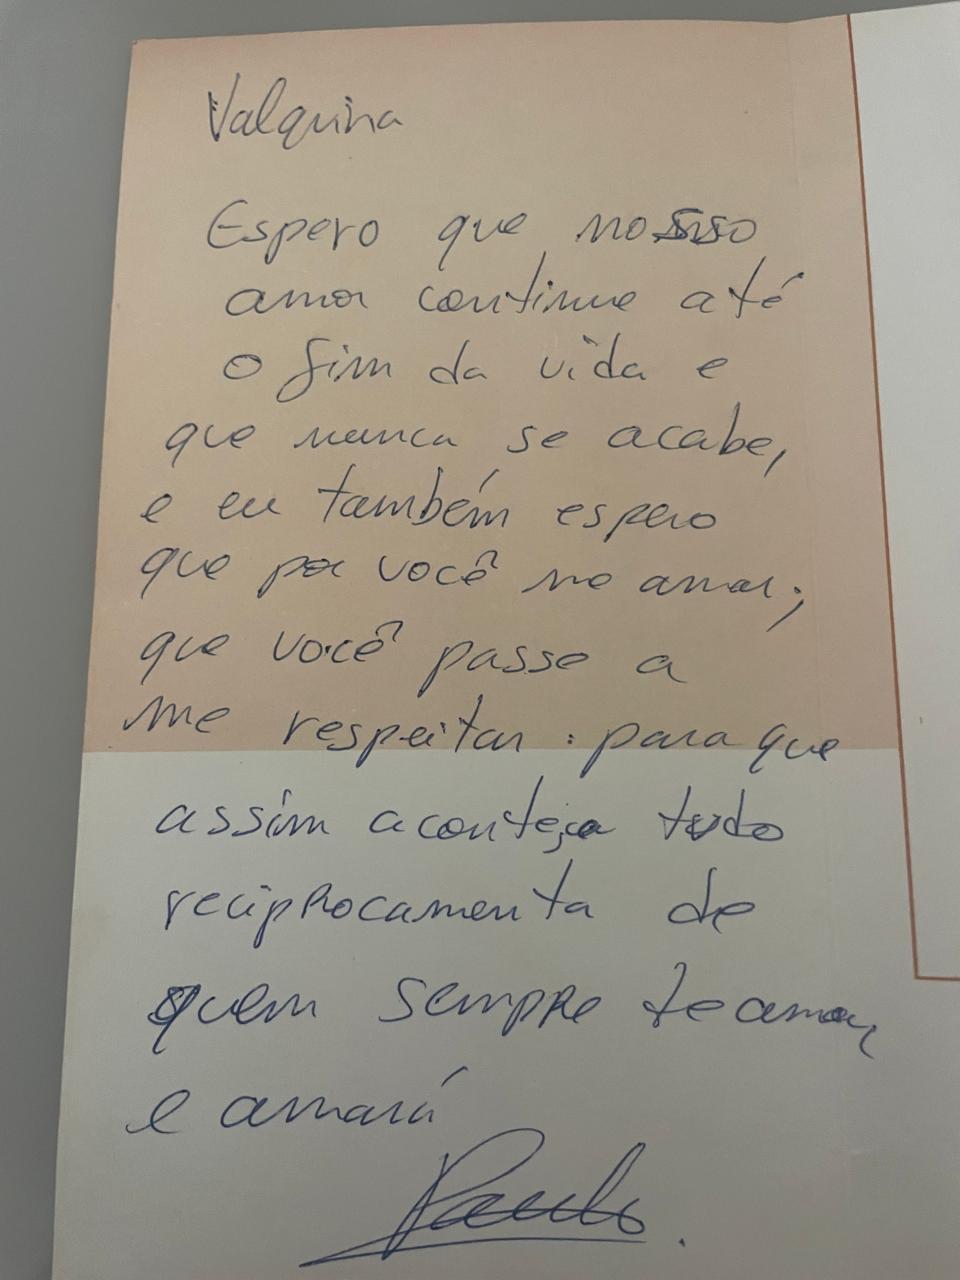 Valquiria
Espero que nosso
amor continue até
o fim da vida e
que nunca se acabe,
e eu também espero
que por você me amar;
que você passe a
me respeitar. para que
assim aconteça tudo
reciprocamenta de
quem sempre te amou,
e amará
Paulo.